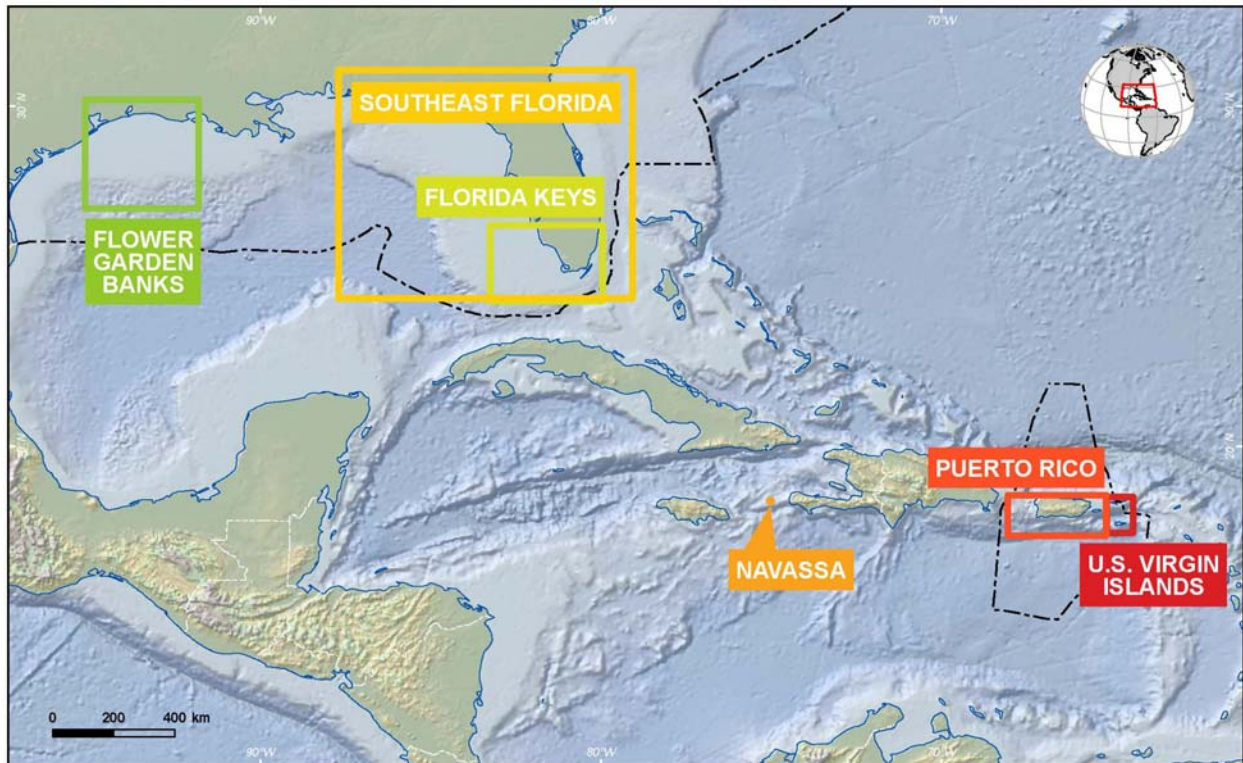 90°W
80°W
70°W
30°N
30°N
SOUTHEAST FLORIDA
FLORIDA KEYS
FLOWER
GARDEN
BANKS
20°N
PUERTO RICO
NAVASSA
U.S. VIRGIN
ISLANDS
0 200 400 km
90°W
80°W
70°W